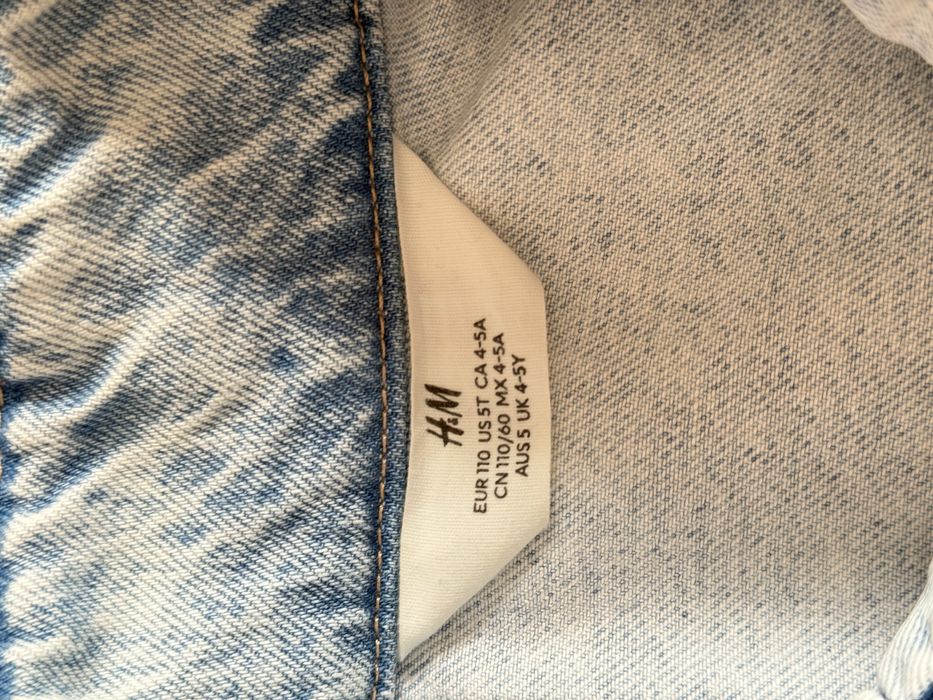 H&M
EUR 110 US 5T CA 4-5A
CN 110/60 MX 4-5A
AUS 5 UK 4-5Y